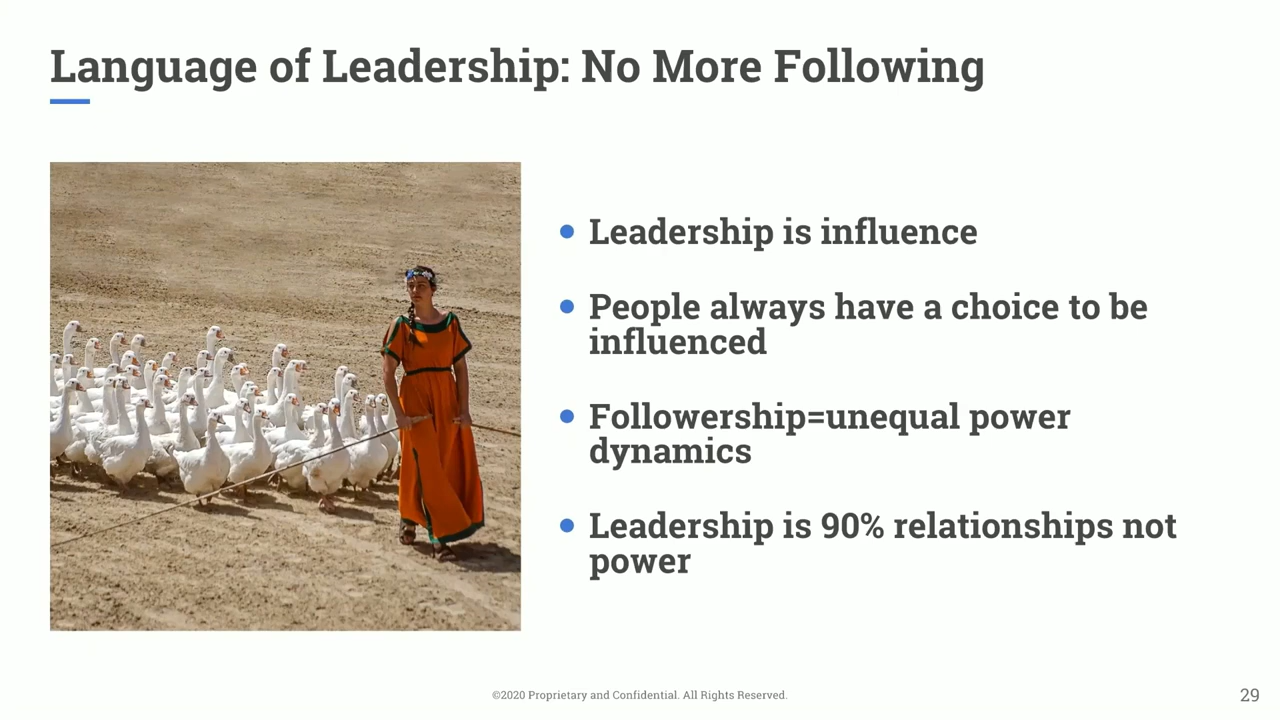 Language of Leadership: No More Following
• Leadership is influence
• People always have a choice to be
influenced
• Followership=unequal power
dynamics
• Leadership is 90% relationships not
power
©2020 Proprietary and Confidential. All Rights Reserved.
29